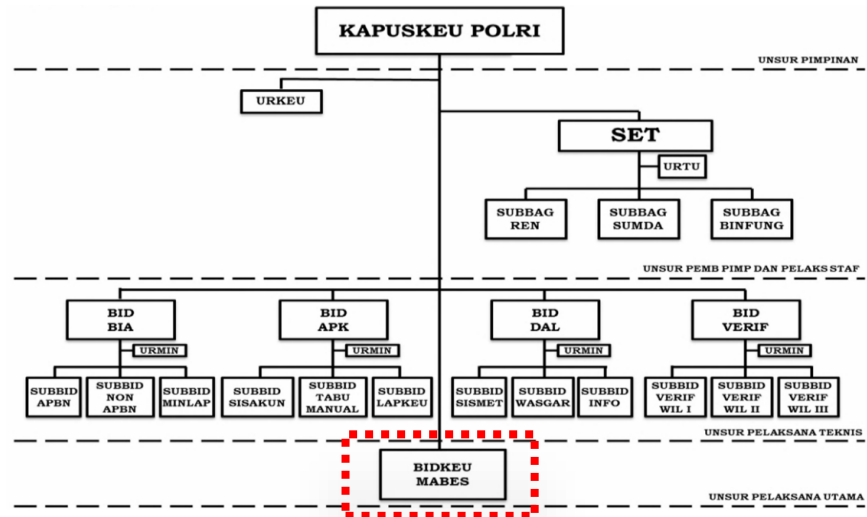 KAPUSKEU POLRI
UNSUR PIMPINAN
URKEU
SET
URTU
SUBBAG
REN
SUBBAG
SUMDA
SUBBAG
BINFUNG
UNSUR PEMB PIMP DAN PELAKS STAF
BID
BIA
BID
APK
BID
DAL
BID
VERIF
URMIN
URMIN
URMIN
URMIN
SUBBID
APBN
SUBBID
NON
APBN
SUBBID
MINLAP
SUBBID
SISAKUN
SUBBID
TABU
MANUAL
SUBBID
LAPKEU
SUBBID
SISMET
SUBBID
WASGAR
SUBBID
INFO
SUBBID
VERIF
WIL I
SUBBID
VERIF
WIL II
SUBBID
VERIF
WIL III
UNSUR PELAKSANA TEKNIS
BIDKEU
MABES
UNSUR PELAKSANA UTAMA